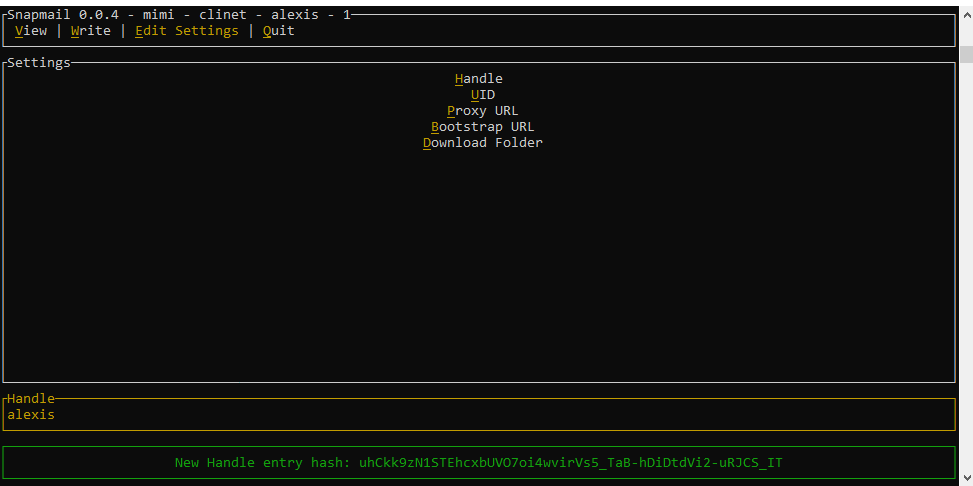 Snapmail 0.0.4 - mimi - clinet - alexis - 1
View | Write | Edit Settings | Quit
Settings
Handle
UID
Proxy URL
Bootstrap URL
Download Folder
Handle
alexis
New Handle entry hash: uhCkk9zN1STEhcxbUVO7oi4wvirVs5_TaB-hDiDtdVi2-uRJCS_IT